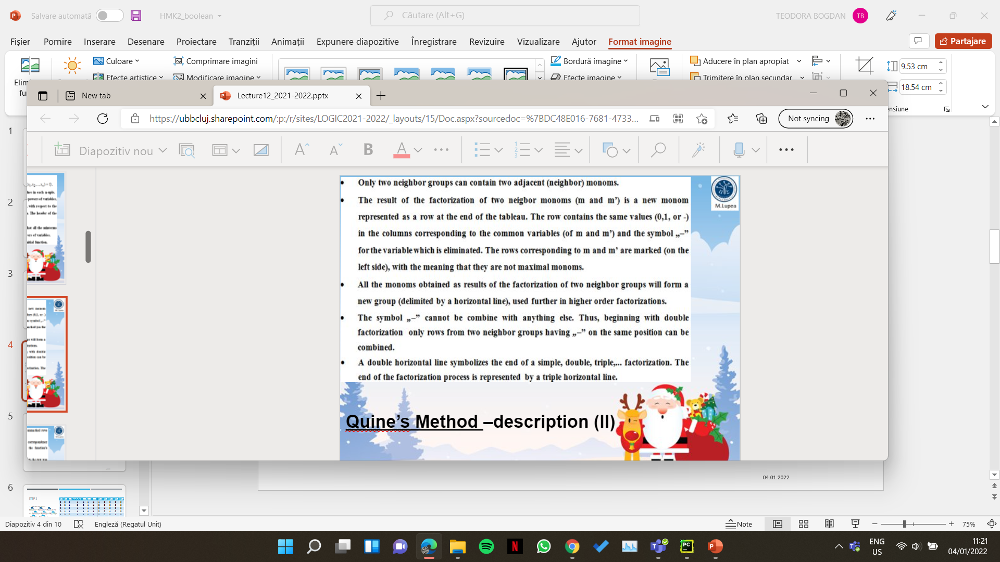 Salvare automată
HMK2_boolean
Căutare (Alt+G)
TEODORA BOGDAN
TB
Fișier Pornire Inserare Desenare Proiectare Tranziții Animații Expunere diapozitive Înregistrare Revizuire Vizualizare Ajutor Format imagine
Partajare
Culoare
Comprimare imagini
Bordură imagine
Aducere în plan apropiat
9.53 cm
Efecte artistice
Modificare imagine
Efecte imagine
Trimitere în plan secundar
18.54 cm
New tab
Lecture12_2021-2022.pptx
https://ubbcluj.sharepoint.com/:p:/r/sites/LOGIC2021-2022/_layouts/15/Doc.aspx?sourcedoc=%7BDC48E016-7681-4733...
Not syncing
Diapozitiv nou
• Only two neighbor groups can contain two adjacent (neighbor) monoms.
• The result of the factorization of two neigbor monoms (m and m’) is a new monom
represented as a row at the end of the tableau. The row contains the same values (0,1, or -)
in the columns corresponding to the common variables (of m and m’) and the symbol „–”
for the variable which is eliminated. The rows corresponding to m and m’ are marked (on the
left side), with the meaning that they are not maximal monoms.
• All the monoms obtained as results of the factorization of two neighbor groups will form a
new group (delimited by a horizontal line), used further in higher order factorizations.
• The symbol „–” cannot be combine with anything else. Thus, beginning with double
factorization only rows from two neighbor groups having „–” on the same position can be
combined.
• A double horizontal line symbolizes the end of a simple, double, triple,... factorization. The
end of the factorization process is represented by a triple horizontal line.
M.Lupea
Quine’s Method –description (II)
1
2
3
4
5
6
STEP 1
04.01.2022
Diapozitiv 4 din 10
Engleză (Regatul Unit)
Note
75%
ENG
US
11:21
04/01/2022